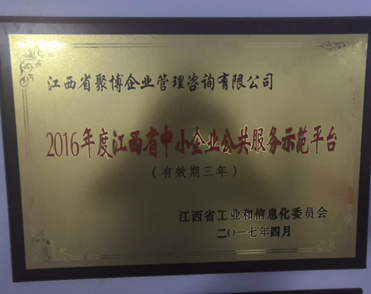 江西省聚博企业管理咨询有限公司
2016年度江西省中小企业公共服务示范平台
（有效期三年）
江西省工业和信息化委员会
二〇一七年四月